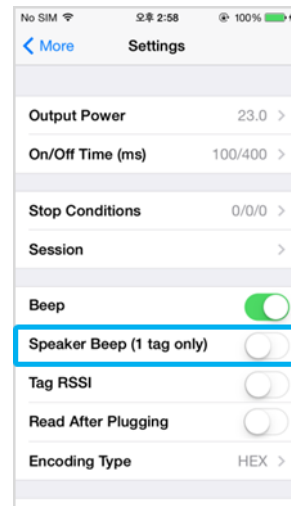 No SIM 오후 2:58 100%
More Settings
Output Power 23.0
On/Off Time (ms) 100/400
Stop Conditions 0/0/0
Session
Beep
Speaker Beep (1 tag only)
Tag RSSI
Read After Plugging
Encoding Type HEX